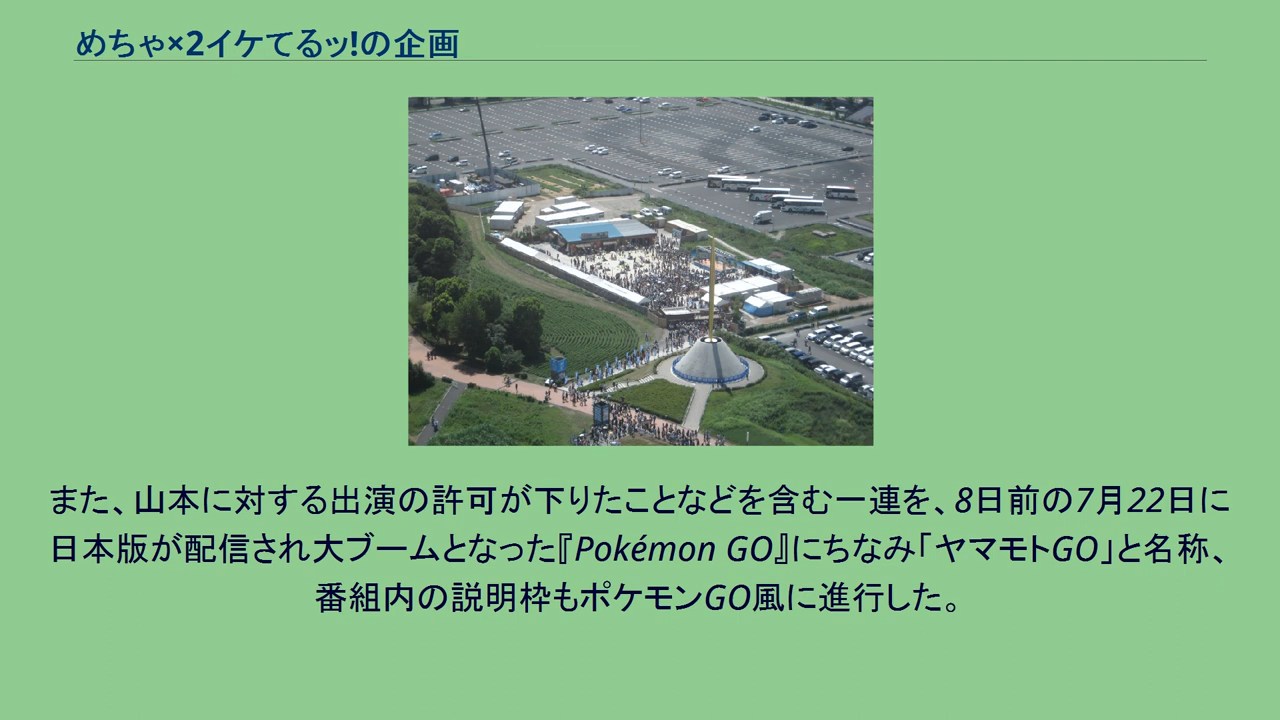 めちゃ×2イケてるッ!の企画
また、山本に対する出演の許可が下りたことなどを含む一連を、8日前の7月22日に
日本版が配信され大ブームとなった『Pokémon GO』にちなみ「ヤマモトGO」と名称、
番組内の説明枠もポケモンGO風に進行した。